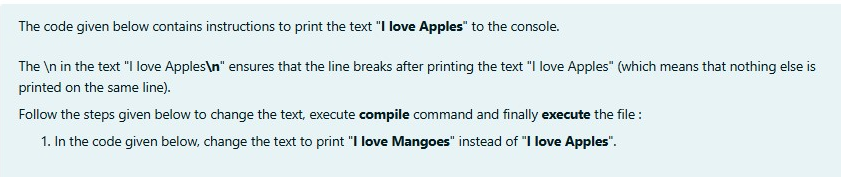 The code given below contains instructions to print the text "I love Apples" to the console.
The \n in the text "I love Apples\n" ensures that the line breaks after printing the text "I love Apples" (which means that nothing else is
printed on the same line).
Follow the steps given below to change the text, execute compile command and finally execute the file :
1. In the code given below, change the text to print "I love Mangoes" instead of "I love Apples".